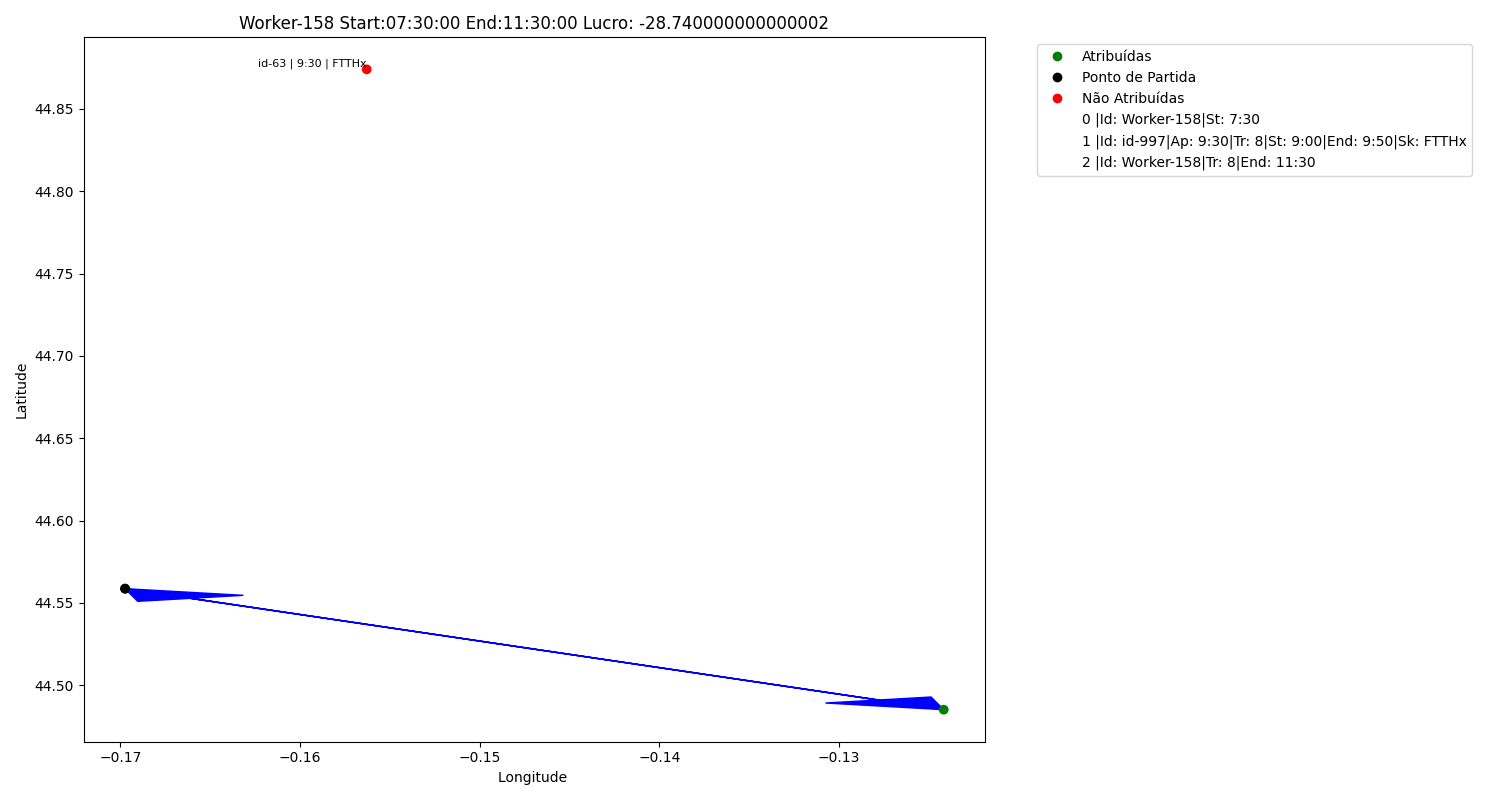 Worker-158 Start:07:30:00 End:11:30:00 Lucro: -28.740000000000002
id-63 | 9:30 | FTTHx
44.85
44.80
44.75
44.70
44.65
44.60
44.55
44.50
Latitude
−0.17
−0.16
−0.15
−0.14
−0.13
Longitude
Atribuídas
Ponto de Partida
Não Atribuídas
0 |Id: Worker-158|St: 7:30
1 |Id: id-997|Ap: 9:30|Tr: 8|St: 9:00|End: 9:50|Sk: FTTHx
2 |Id: Worker-158|Tr: 8|End: 11:30